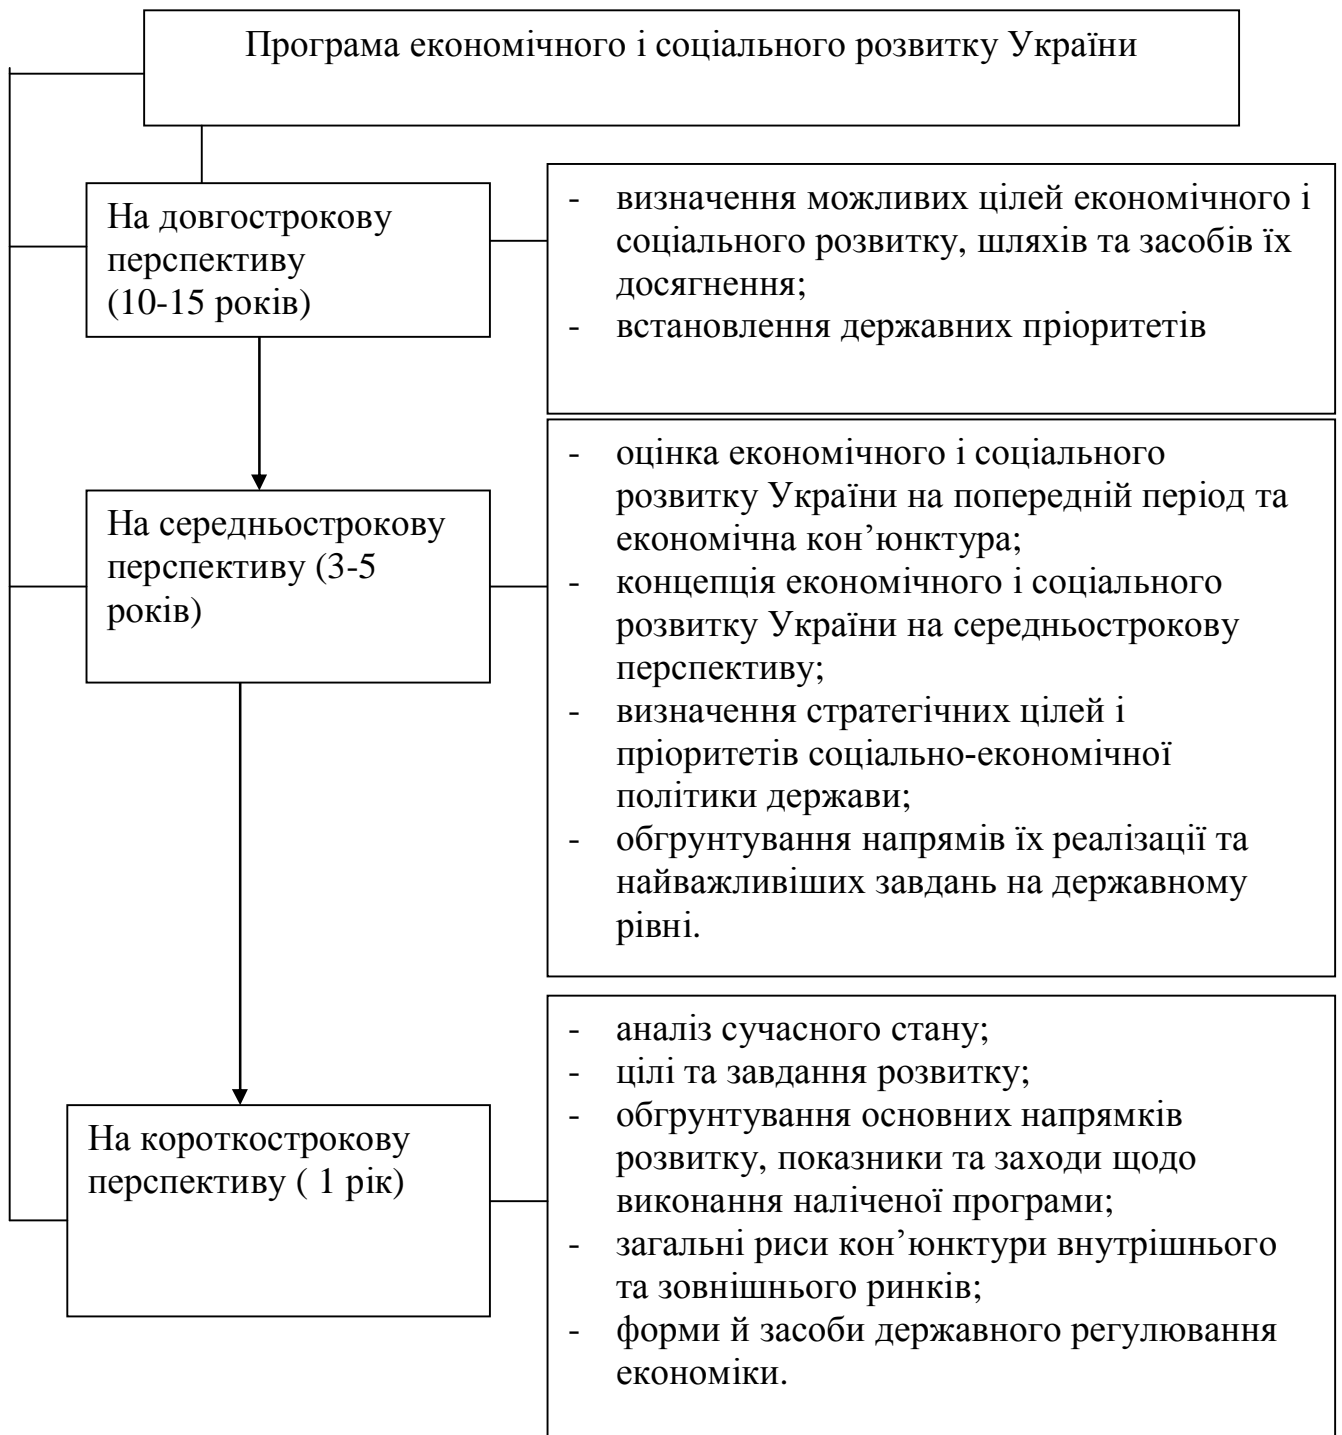 Програма економічного і соціального розвитку України
На довгострокову
перспективу
(10-15 років)
- визначення можливих цілей економічного і
соціального розвитку, шляхів та засобів їх
досягнення;
- встановлення державних пріоритетів
На середньострокову
перспективу (3-5
років)
- оцінка економічного і соціального
розвитку України на попередній період та
економічна кон’юнктура;
- концепція економічного і соціального
розвитку України на середньострокову
перспективу;
- визначення стратегічних цілей і
пріоритетів соціально-економічної
політики держави;
- обгрунтування напрямів їх реалізації та
найважливіших завдань на державному
рівні.
На короткострокову
перспективу ( 1 рік)
- аналіз сучасного стану;
- цілі та завдання розвитку;
- обгрунтування основних напрямків
розвитку, показники та заходи щодо
виконання наліченої програми;
- загальні риси кон’юнктури внутрішнього
та зовнішнього ринків;
- форми й засоби державного регулювання
економіки.